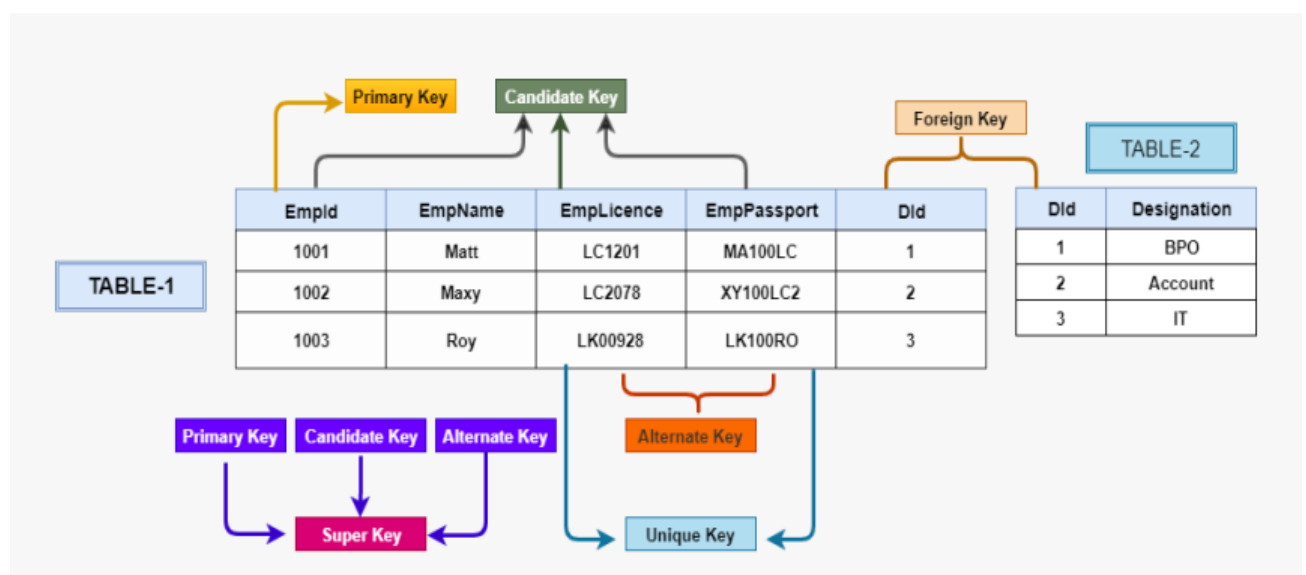 Primary Key
Candidate Key
Foreign Key
TABLE-2
EmpId EmpName EmpLicence EmpPassport DId
1001 Matt LC1201 MA100LC 1
1002 Maxy LC2078 XY100LC2 2
1003 Roy LK00928 LK100RO 3
DId Designation
1 BPO
2 Account
3 IT
TABLE-1
Primary Key
Candidate Key
Alternate Key
Alternate Key
Super Key
Unique Key